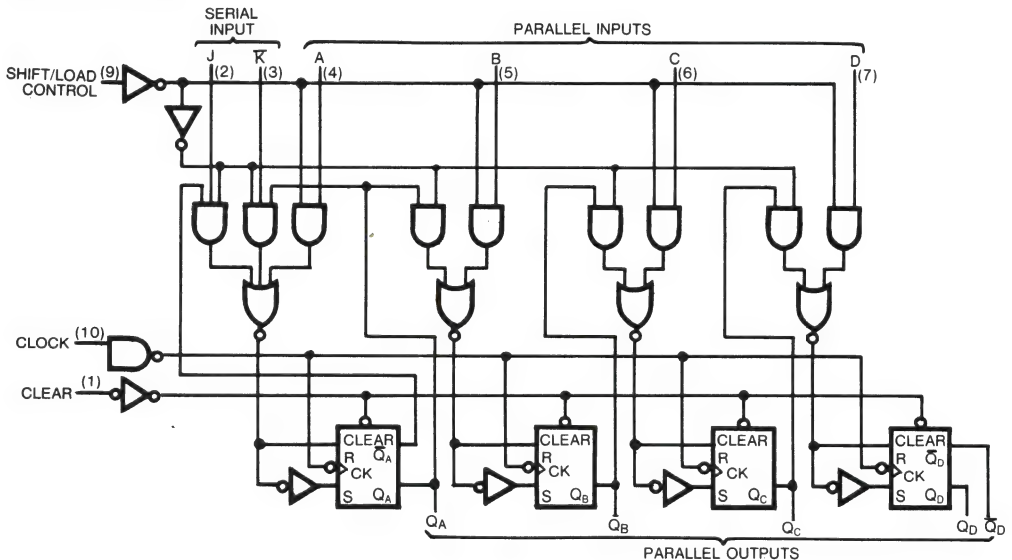 SERIAL
INPUT
PARALLEL INPUTS
J
K̅
A
B
C
D
SHIFT/LOAD
CONTROL
(9)
(2)
(3)
(4)
(5)
(6)
(7)
CLOCK
(10)
CLEAR
(1)
CLEAR
R
Q̅A
CK
S
QA
CLEAR
R
CK
S
QB
CLEAR
R
CK
S
QC
CLEAR
R
Q̅D
CK
S
QD
QA
QB
QC
QD
Q̅D
PARALLEL OUTPUTS